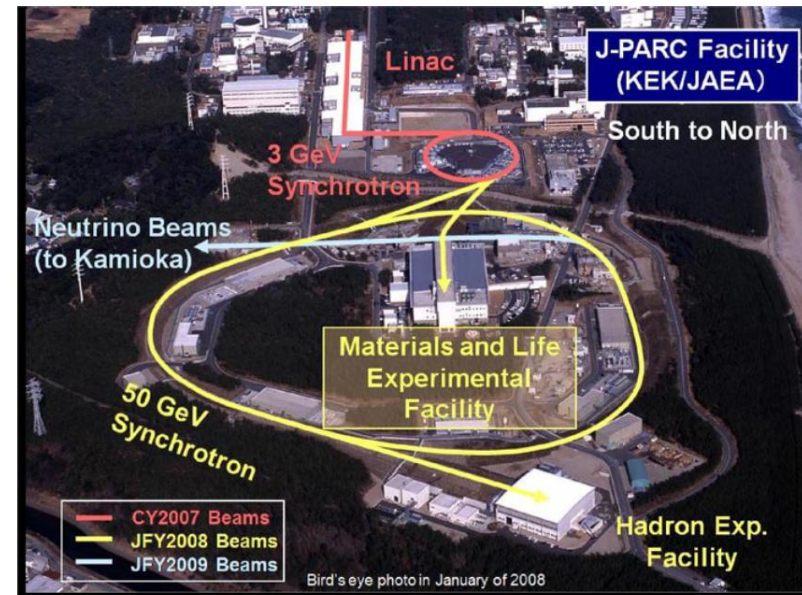 J-PARC Facility
(KEK/JAEA)
South to North
Linac
3 GeV
Synchrotron
Neutrino Beams
(to Kamioka)
Materials and Life
Experimental
Facility
50 GeV
Synchrotron
Hadron Exp.
Facility
CY2007 Beams
JFY2008 Beams
JFY2009 Beams
Bird's eye photo in January of 2008